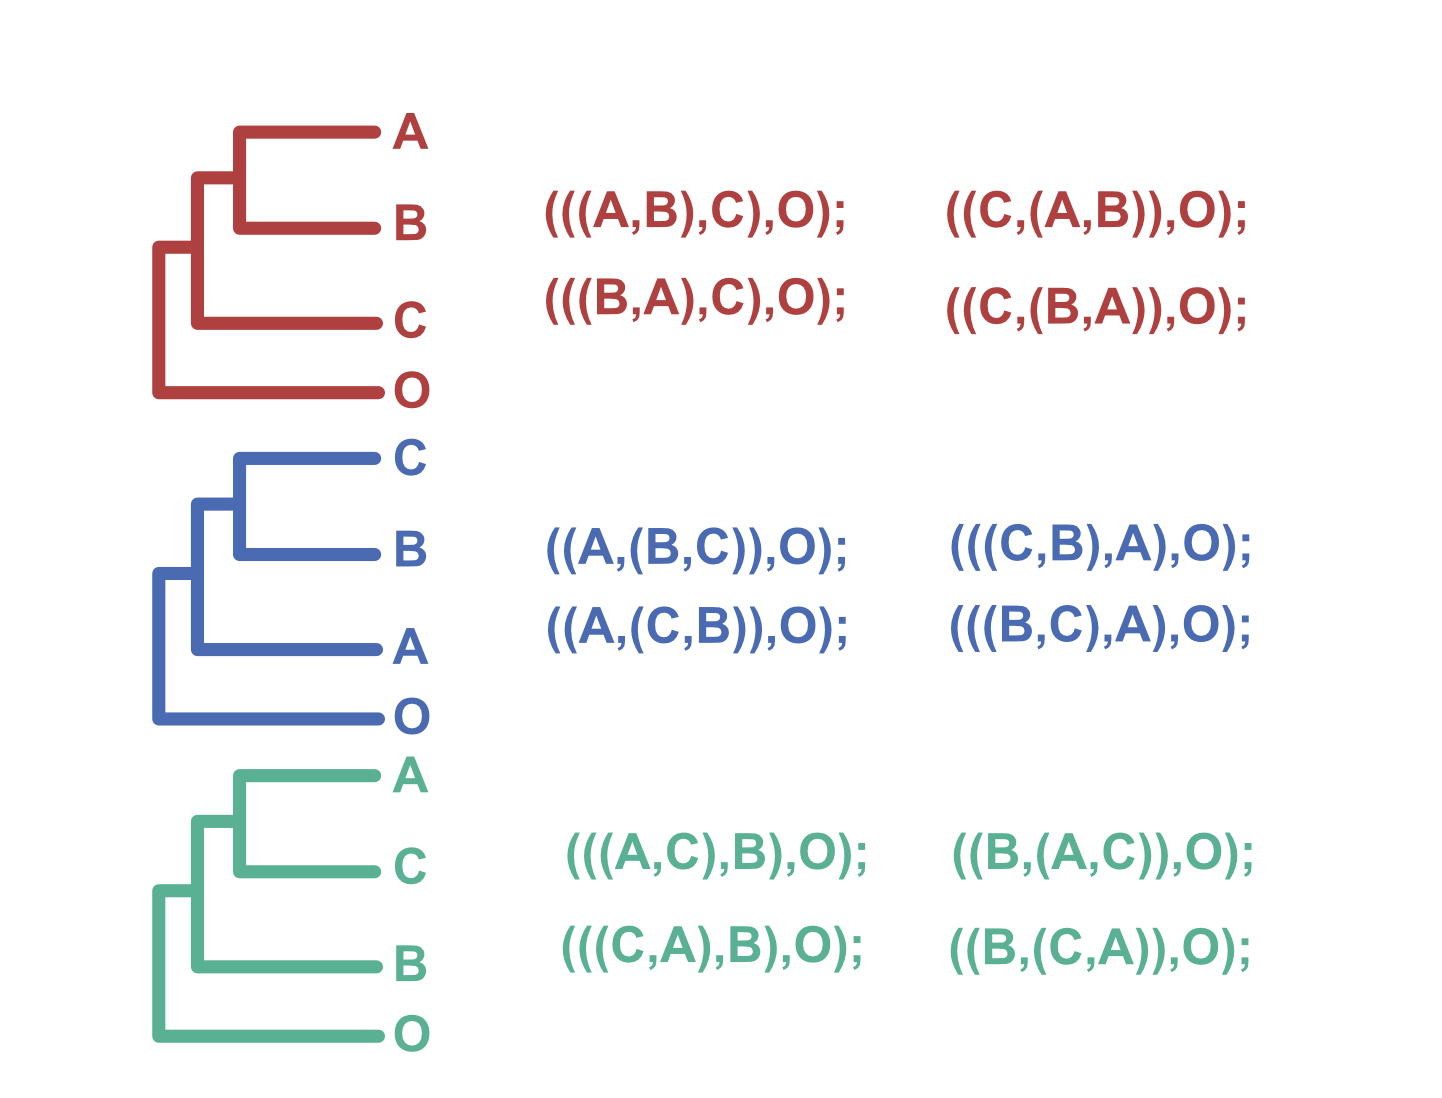 A
B
C
O
(((A,B),C),O); ((C,(A,B)),O);
(((B,A),C),O); ((C,(B,A)),O);
C
B
A
O
((A,(B,C)),O); (((C,B),A),O);
((A,(C,B)),O); (((B,C),A),O);
A
C
B
O
(((A,C),B),O); ((B,(A,C)),O);
(((C,A),B),O); ((B,(C,A)),O);